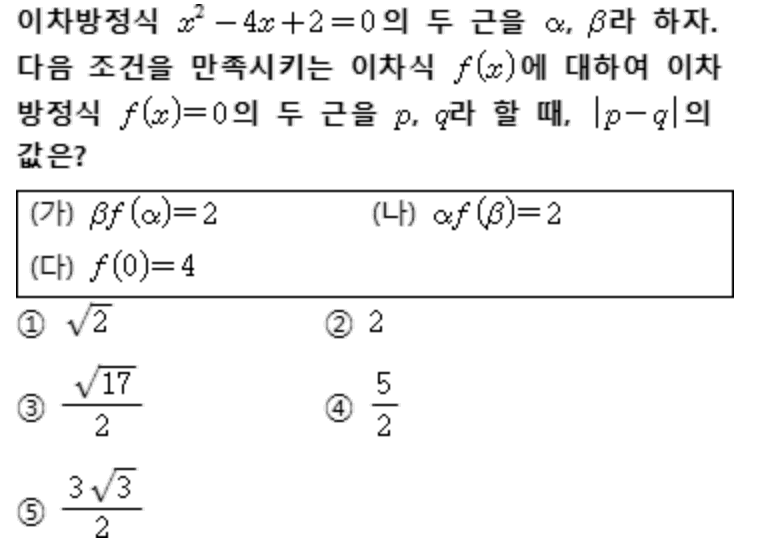 이차방정식 x² − 4x + 2 = 0의 두 근을 α, β라 하자.
다음 조건을 만족시키는 이차식 f(x)에 대하여 이차
방정식 f(x) = 0의 두 근을 p, q라 할 때, |p − q|의
값은?
(가) βf(α) = 2 (나) αf(β) = 2
(다) f(0) = 4
① √2 ② 2
③ √17/2 ④ 5/2
⑤ 3√3/2